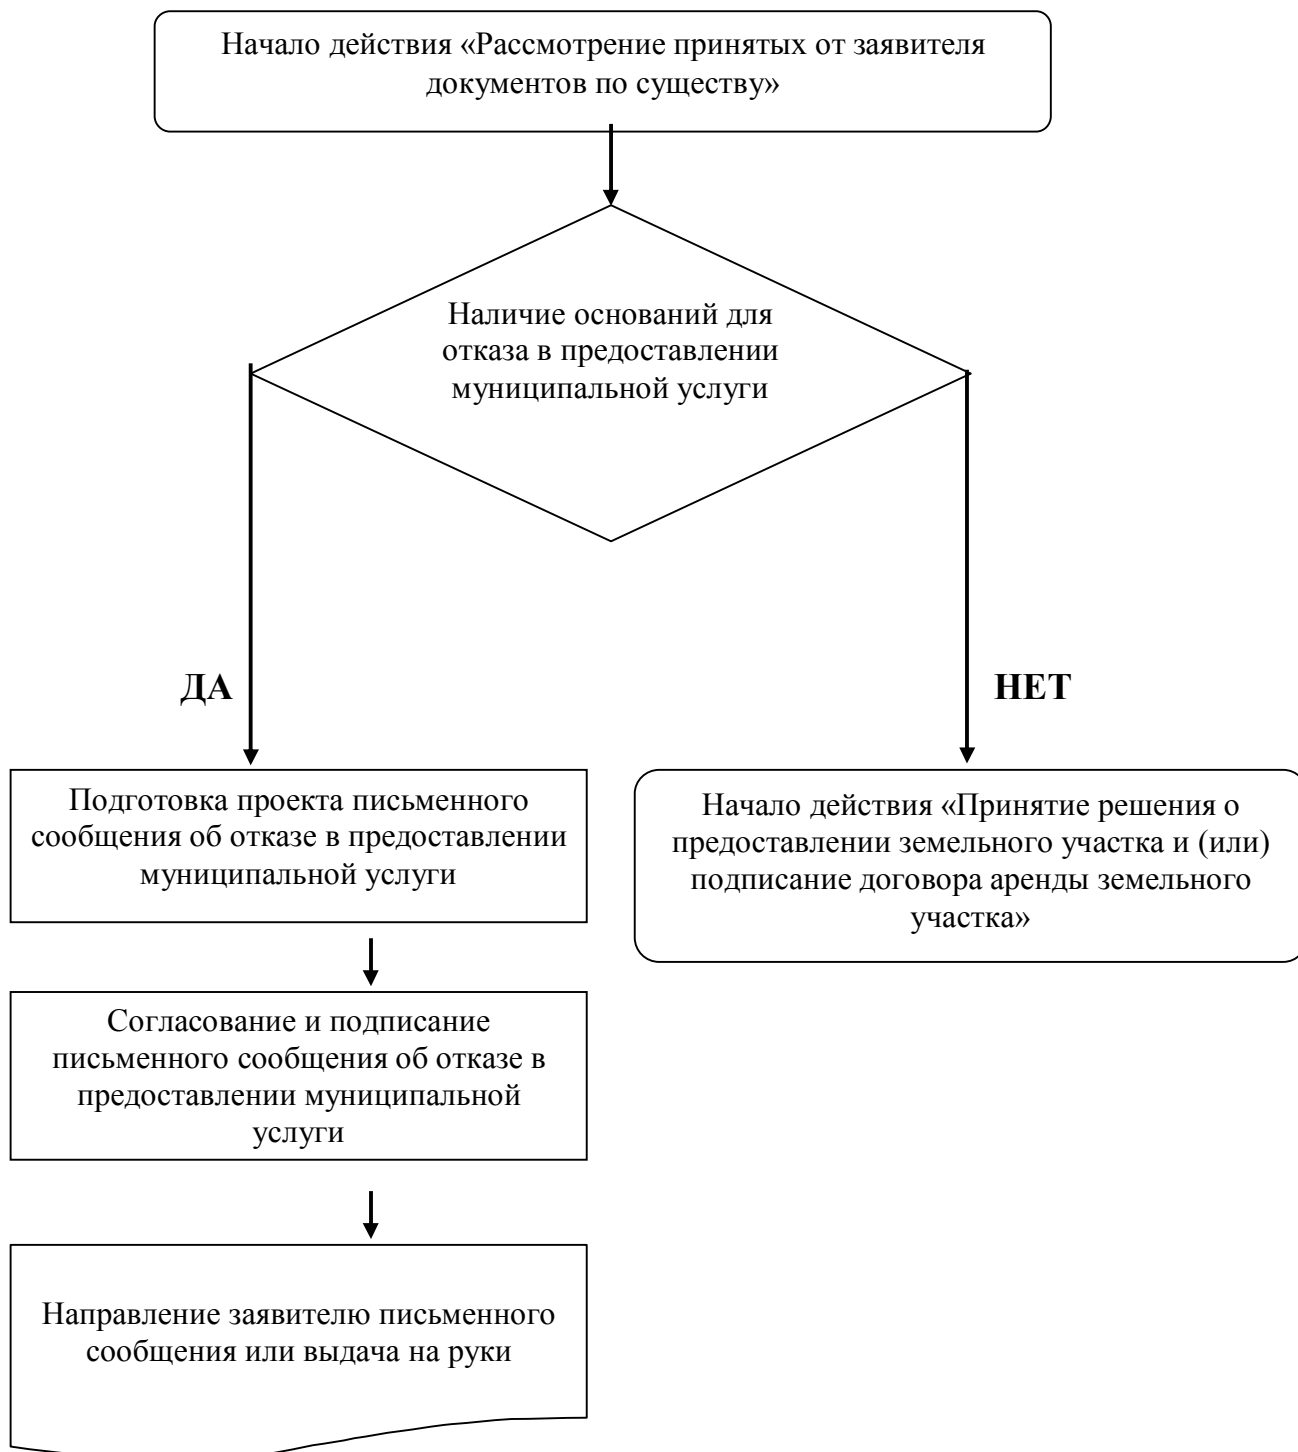 Начало действия «Рассмотрение принятых от заявителя
документов по существу»
Наличие оснований для
отказа в предоставлении
муниципальной услуги
ДА
НЕТ
Подготовка проекта письменного
сообщения об отказе в предоставлении
муниципальной услуги
Начало действия «Принятие решения о
предоставлении земельного участка и (или)
подписание договора аренды земельного
участка»
Согласование и подписание
письменного сообщения об отказе в
предоставлении муниципальной
услуги
Направление заявителю письменного
сообщения или выдача на руки